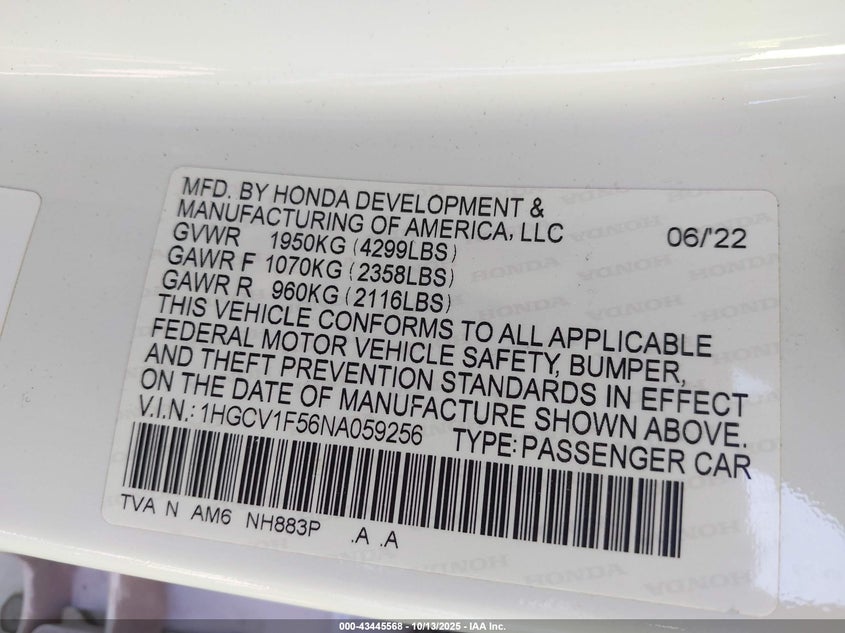 MFD. BY HONDA DEVELOPMENT &
MANUFACTURING OF AMERICA, LLC
06/'22
GVWR 1950KG (4299LBS)
GAWR F 1070KG (2358LBS)
GAWR R 960KG (2116LBS)
THIS VEHICLE CONFORMS TO ALL APPLICABLE
FEDERAL MOTOR VEHICLE SAFETY, BUMPER,
AND THEFT PREVENTION STANDARDS IN EFFECT
ON THE DATE OF MANUFACTURE SHOWN ABOVE.
V.I.N.: 1HGCV1F56NA059256 TYPE: PASSENGER CAR
TVA N AM6 NH883P .A .A
000-43445568 | 10/13/2025 - IAA Inc.